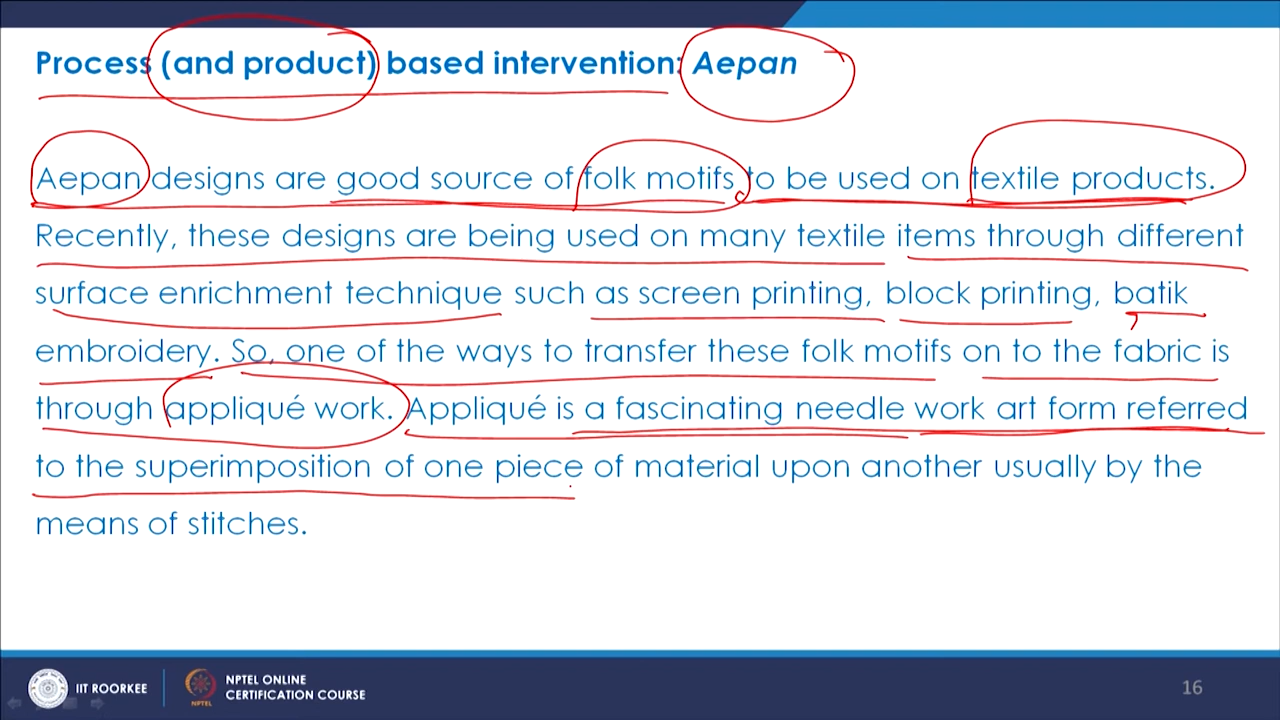 Process (and product) based intervention: Aepan
Aepan designs are good source of folk motifs to be used on textile products.
Recently, these designs are being used on many textile items through different
surface enrichment technique such as screen printing, block printing, batik
embroidery. So, one of the ways to transfer these folk motifs on to the fabric is
through appliqué work. Appliqué is a fascinating needle work art form referred
to the superimposition of one piece of material upon another usually by the
means of stitches.
IIT ROORKEE
NPTEL
NPTEL ONLINE
CERTIFICATION COURSE
16